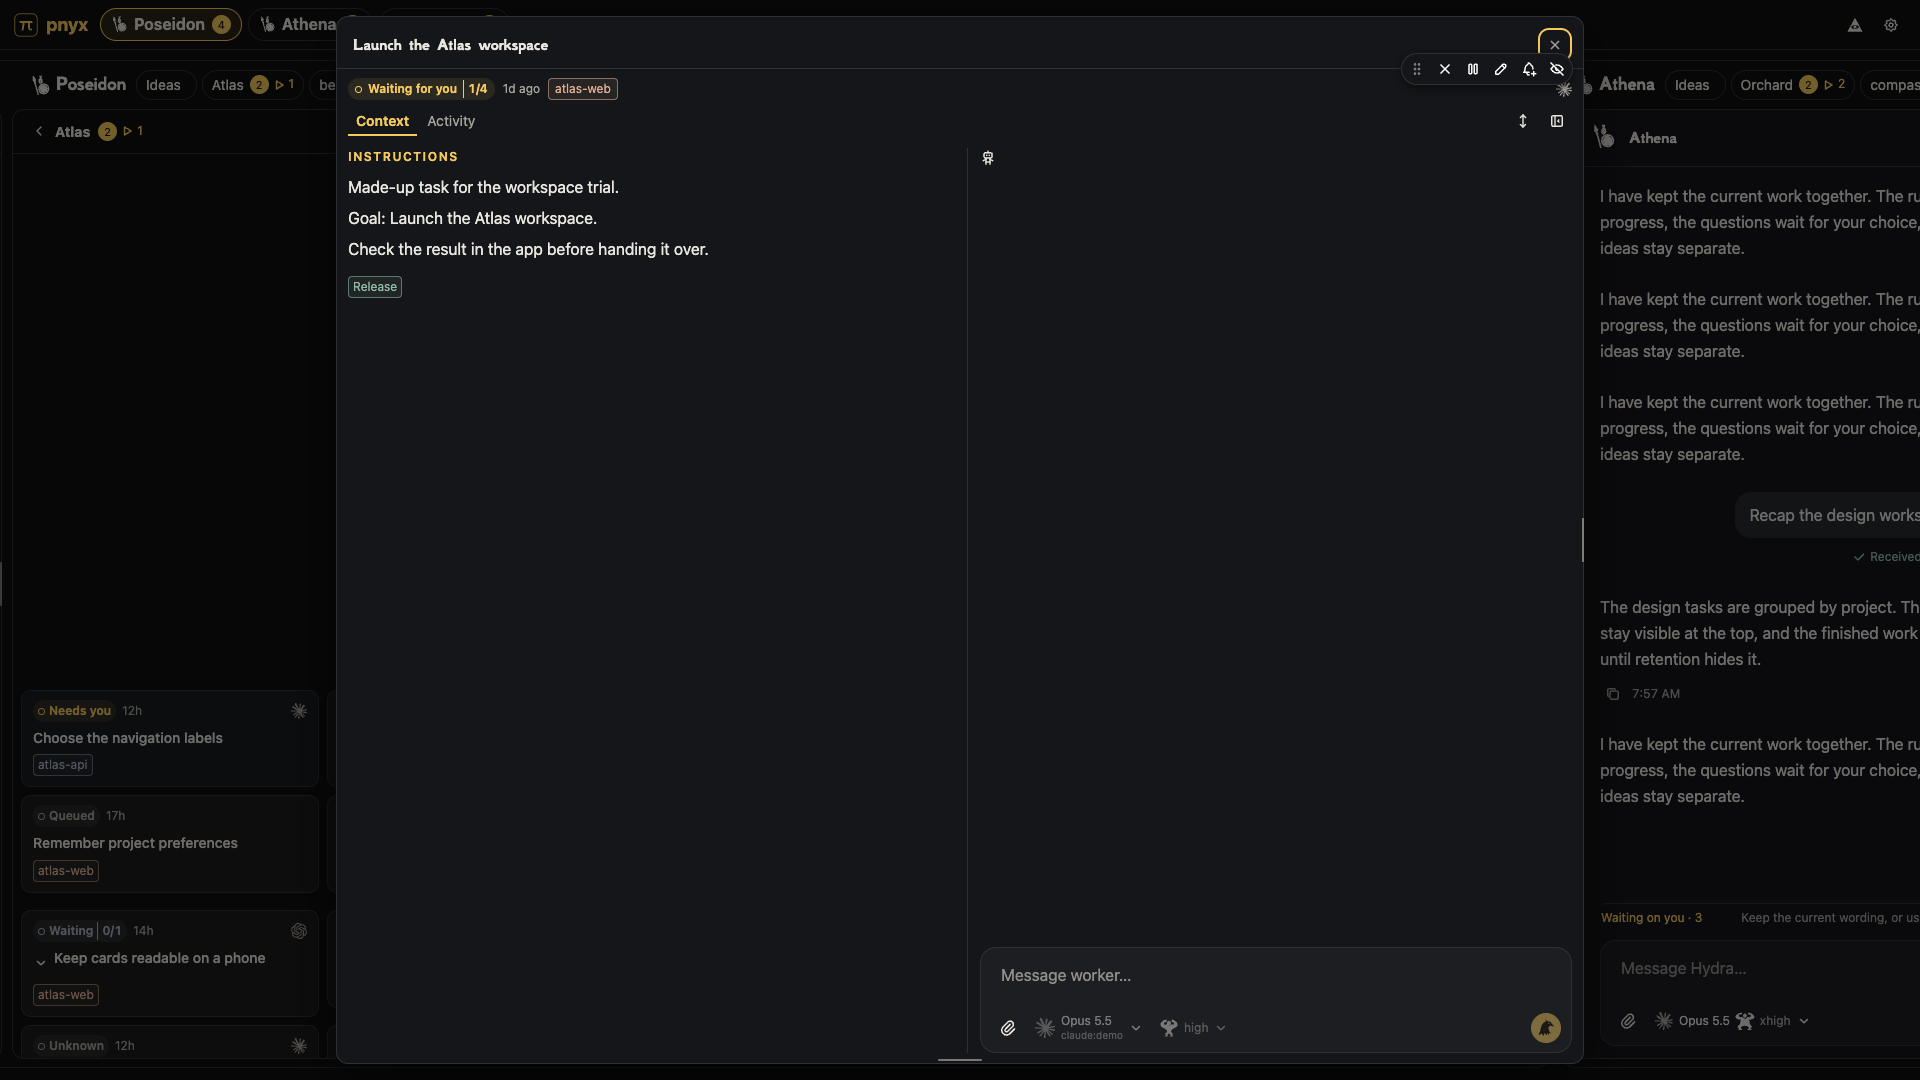 pnyx
Poseidon 4
Athena
Poseidon
Ideas
Atlas 2 1
be
Atlas 2 1
Needs you 12h
Choose the navigation labels
atlas-api
Queued 17h
Remember project preferences
atlas-web
Waiting 0/1 14h
Keep cards readable on a phone
atlas-web
Unknown 12h
Launch the Atlas workspace
Waiting for you 1/4 1d ago atlas-web
Context Activity
INSTRUCTIONS
Made-up task for the workspace trial.
Goal: Launch the Atlas workspace.
Check the result in the app before handing it over.
Release
Message worker...
Opus 5.5
claude:demo
high
Athena
Ideas
Orchard 2 2
compas
Athena
I have kept the current work together. The ru
progress, the questions wait for your choice,
ideas stay separate.
I have kept the current work together. The ru
progress, the questions wait for your choice,
ideas stay separate.
I have kept the current work together. The ru
progress, the questions wait for your choice,
ideas stay separate.
Recap the design works
Received
The design tasks are grouped by project. Th
stay visible at the top, and the finished work
until retention hides it.
7:57 AM
I have kept the current work together. The ru
progress, the questions wait for your choice,
ideas stay separate.
Waiting on you · 3
Keep the current wording, or us
Message Hydra...
Opus 5.5 xhigh